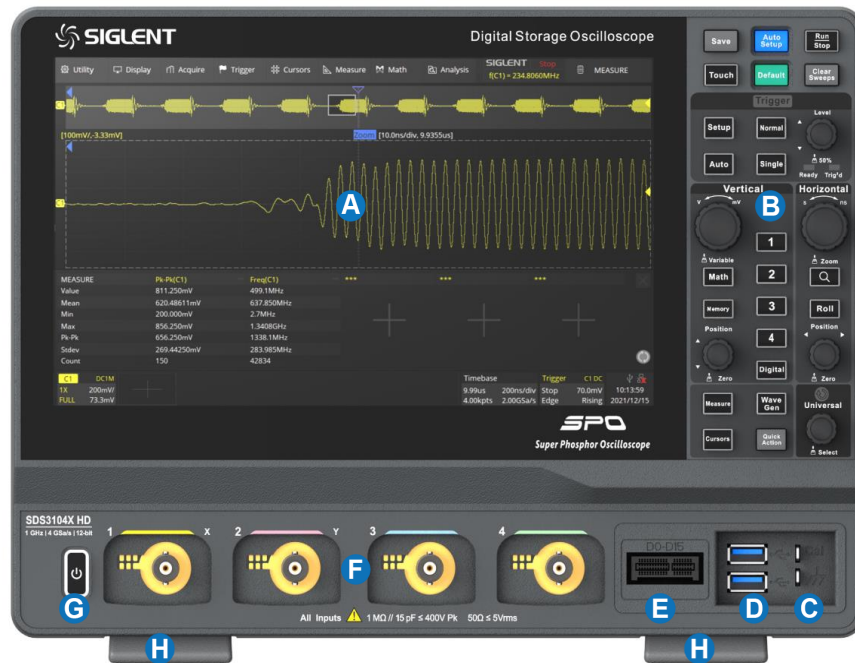 SIGLENT
Digital Storage Oscilloscope
Save
Auto Setup
Run Stop
Touch
Default
Clear Sweeps
Utility Display Acquire Trigger Cursors Measure Math Analysis
SIGLENT Stop
f(C1) = 234.8060MHz
MEASURE
[100mV/,-3.33mV]
Zoom [10.0ns/div, 9.9355us]
A
MEASURE Pk-Pk(C1) Freq(C1) *** *** ***
Value 811.250mV 499.1MHz
Mean 620.48611mV 637.850MHz
Min 200.000mV 2.7MHz
Max 856.250mV 1.3408GHz
Pk-Pk 656.250mV 1338.1MHz
Stdev 269.44250mV 283.985MHz
Count 150 42834
C1 DC1M
1X 200mV/
FULL 73.3mV
Timebase Trigger C1 DC
9.99us 200ns/div Stop 70.0mV 10:13:59
4.00kpts 2.00GSa/s Edge Rising 2021/12/15
SPO
Super Phosphor Oscilloscope
Trigger
Setup
Normal
Level
Auto
Single
50%
Ready Trig'd
Vertical
B
Horizontal
V mV
s ns
1
Variable
Zoom
Math
2
Memory
3
Roll
Position
4
Position
Zero
Digital
Zero
Measure
Wave Gen
Universal
Cursors
Quick Action
Select
SDS3104X HD
1 GHz | 4 GSa/s | 12-bit
1 X
2 Y
3
4
D0-D15
F
G
E
D
C
All Inputs 1 MΩ // 15 pF ≤ 400V Pk 50Ω ≤ 5Vrms
H
H